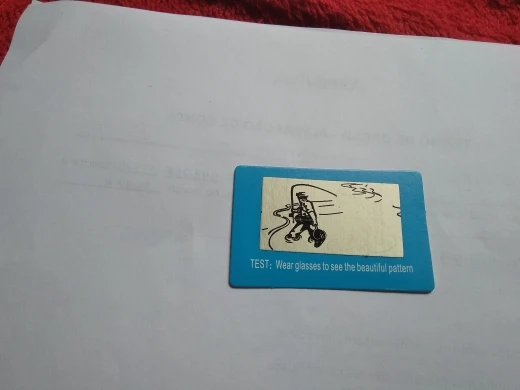 TEST: Wear glasses to see the beautiful pattern